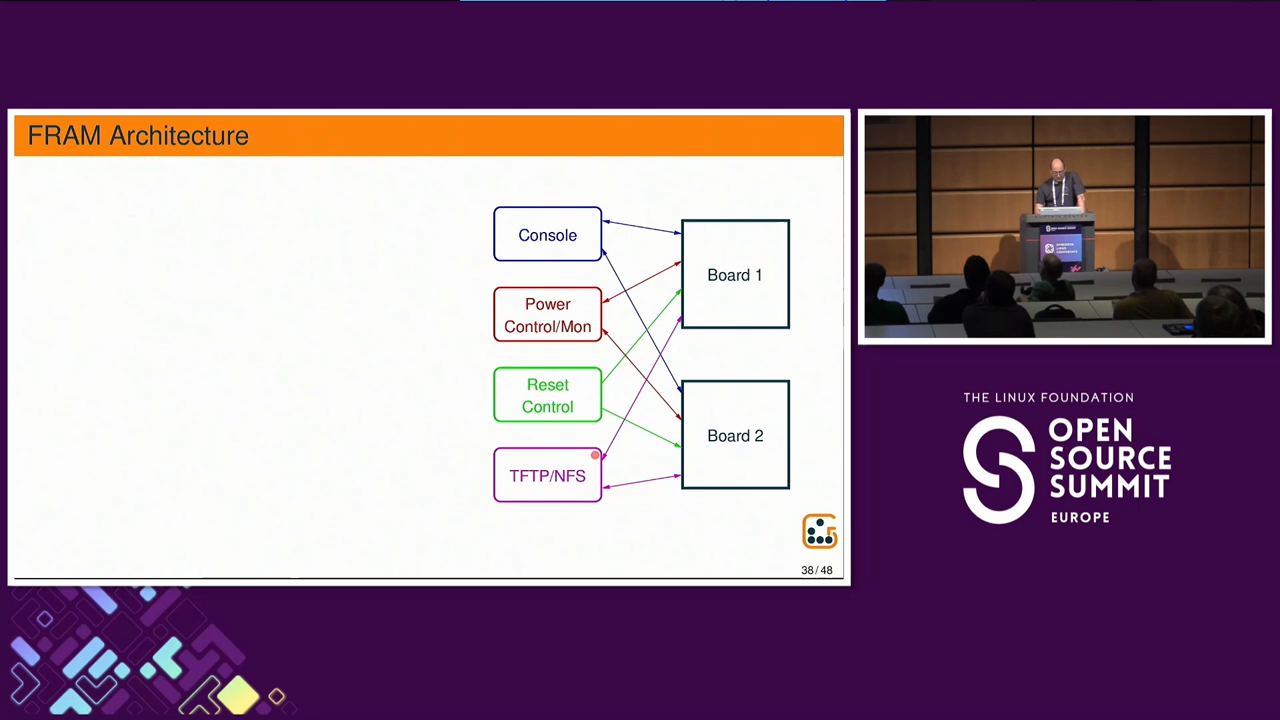 FRAM Architecture
Console
Power
Control/Mon
Reset
Control
TFTP/NFS
Board 1
Board 2
38 / 48
THE LINUX FOUNDATION
OPEN
SOURCE
SUMMIT
EUROPE